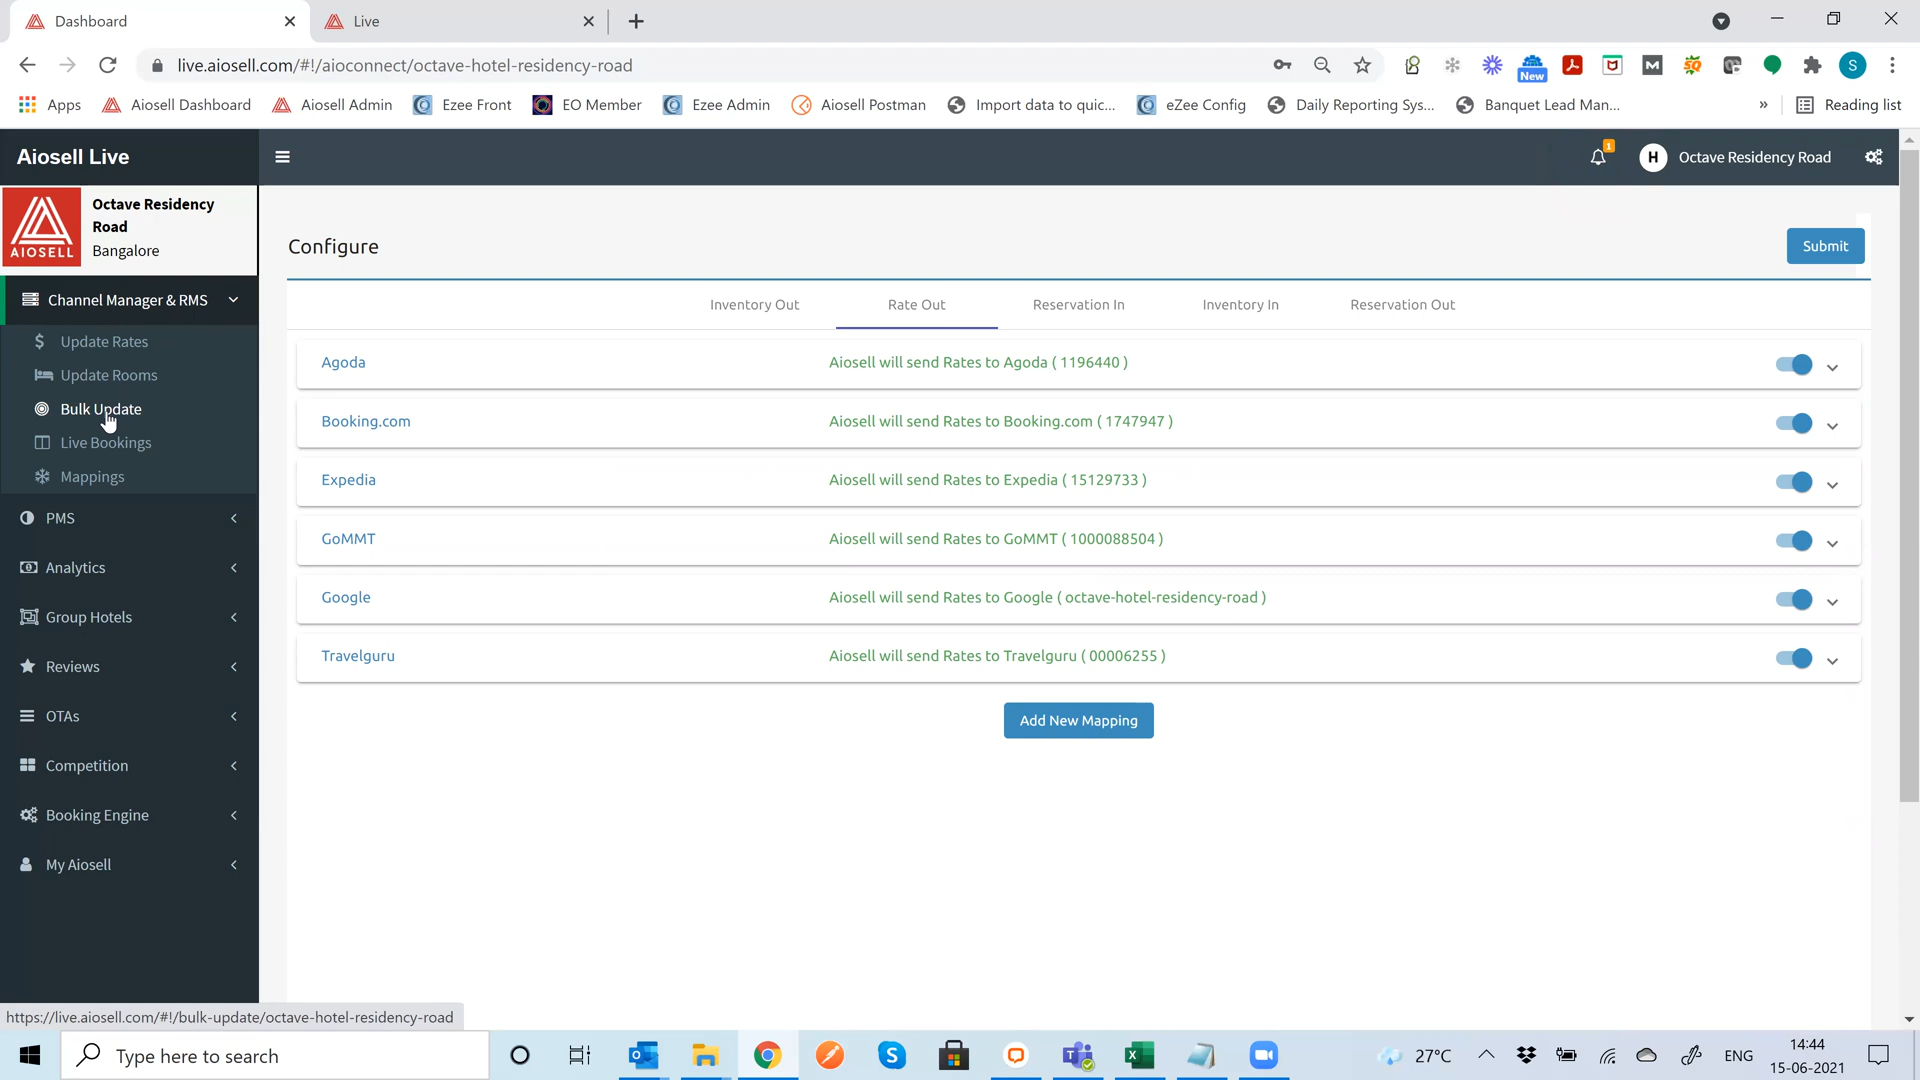 Dashboard
Live
live.aiosell.com/#!/aioconnect/octave-hotel-residency-road
New
S
Apps
Aiosell Dashboard
Aiosell Admin
Ezee Front
EO Member
Ezee Admin
Aiosell Postman
Import data to quic...
eZee Config
Daily Reporting Sys...
Banquet Lead Man...
»
Reading list
Aiosell Live
1
H
Octave Residency Road
AIOSELL
Octave Residency
Road
Bangalore
Channel Manager & RMS
Update Rates
Update Rooms
Bulk Update
Live Bookings
Mappings
PMS
Analytics
Group Hotels
Reviews
OTAs
Competition
Booking Engine
My Aiosell
Configure
Submit
Inventory Out
Rate Out
Reservation In
Inventory In
Reservation Out
Agoda
Aiosell will send Rates to Agoda ( 1196440 )
Booking.com
Aiosell will send Rates to Booking.com ( 1747947 )
Expedia
Aiosell will send Rates to Expedia ( 15129733 )
GoMMT
Aiosell will send Rates to GoMMT ( 1000088504 )
Google
Aiosell will send Rates to Google ( octave-hotel-residency-road )
Travelguru
Aiosell will send Rates to Travelguru ( 00006255 )
Add New Mapping
https://live.aiosell.com/#!/bulk-update/octave-hotel-residency-road
Type here to search
27°C
ENG
14:44
15-06-2021